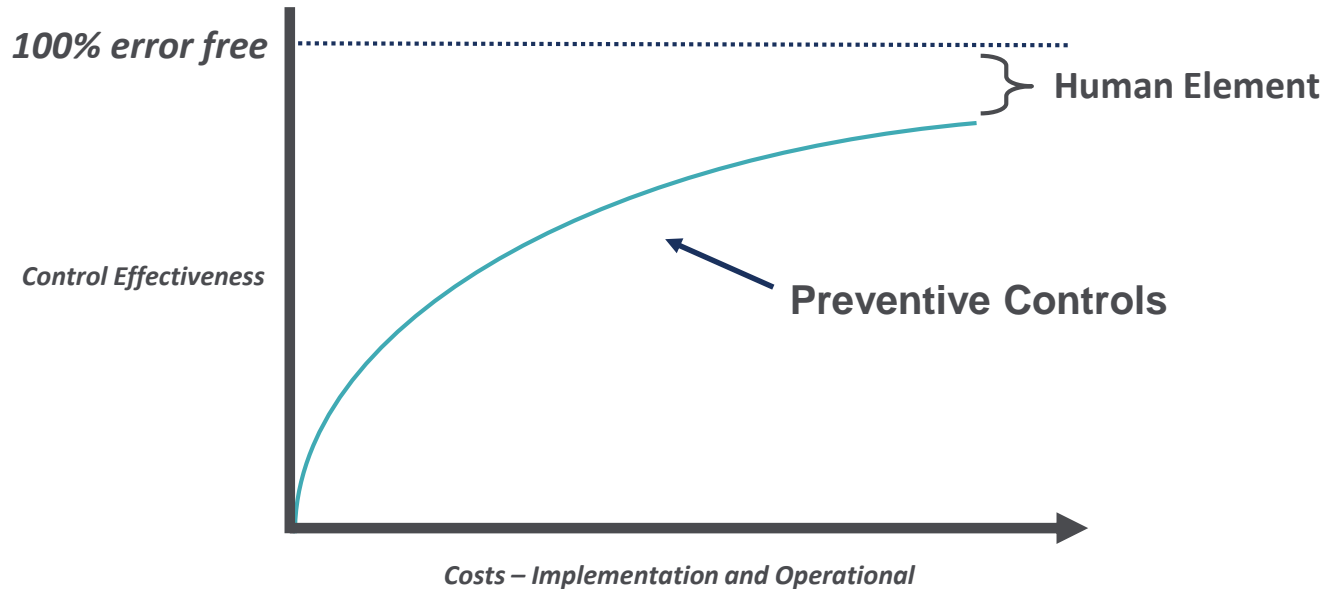 100% error free
Human Element
Control Effectiveness
Preventive Controls
Costs – Implementation and Operational